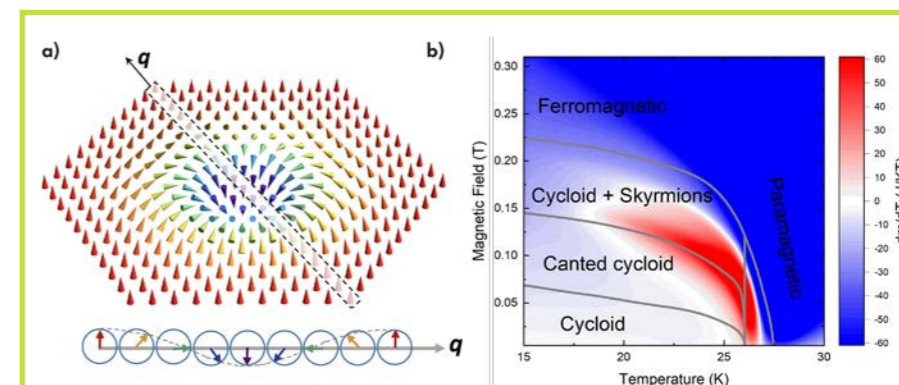 a)
q
q
b)
Magnetic Field (T)
0.30
0.25
0.20
0.15
0.10
0.05
Ferromagnetic
Cycloid + Skyrmions
Canted cycloid
Cycloid
Paramagnetic
15
20
25
30
Temperature (K)
60
50
40
30
20
10
0
-10
-20
-30
-40
-50
-60